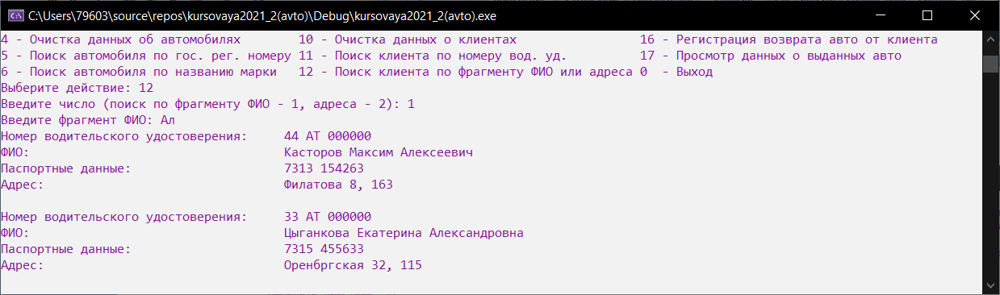 C:\Users\79603\source\repos\kursovaya2021_2(avto)\Debug\kursovaya2021_2(avto).exe
4 - Очистка данных об автомобилях 10 - Очистка данных о клиентах 16 - Регистрация возврата авто от клиента
5 - Поиск автомобиля по гос. рег. номеру 11 - Поиск клиента по номеру вод. уд. 17 - Просмотр данных о выданных авто
6 - Поиск автомобиля по названию марки 12 - Поиск клиента по фрагменту ФИО или адреса 0 - Выход
Выберите действие: 12
Введите число (поиск по фрагменту ФИО - 1, адреса - 2): 1
Введите фрагмент ФИО: Ал
Номер водительского удостоверения: 44 АТ 000000
ФИО: Касторов Максим Алексеевич
Паспортные данные: 7313 154263
Адрес: Филатова 8, 163
Номер водительского удостоверения: 33 АТ 000000
ФИО: Цыганкова Екатерина Александровна
Паспортные данные: 7315 455633
Адрес: Оренбргская 32, 115